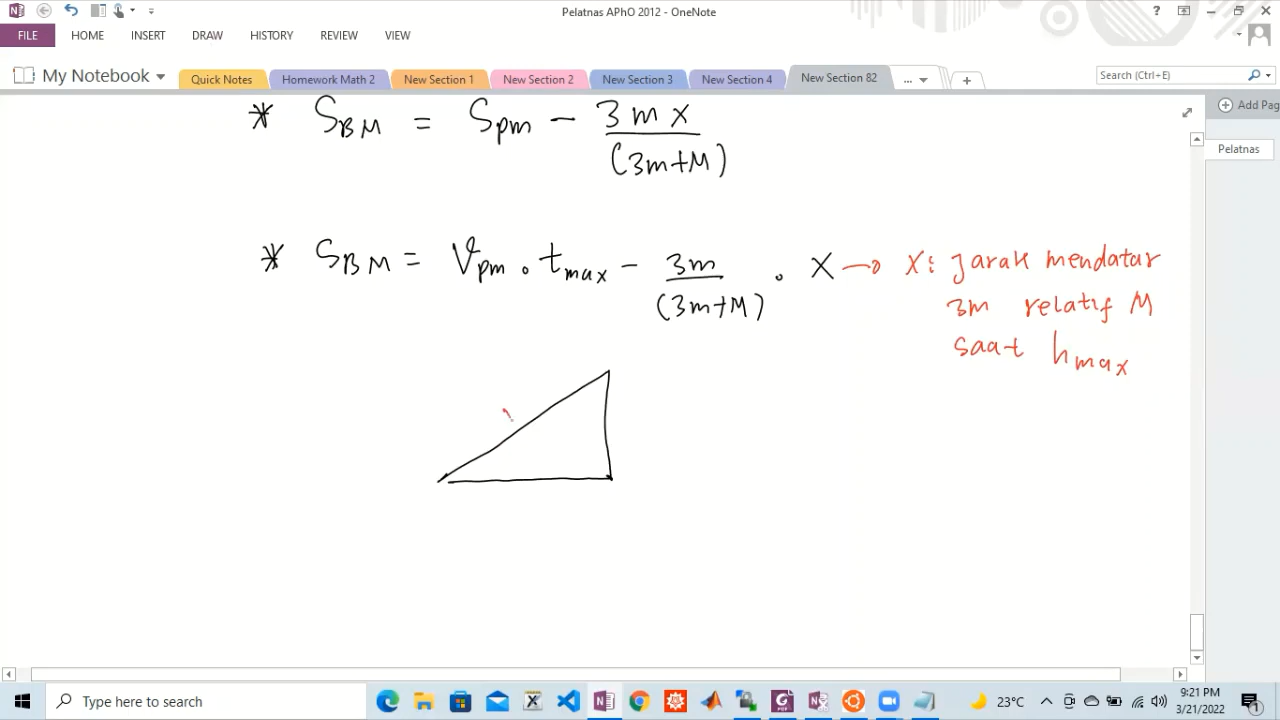 Pelatnas APhO 2012 - OneNote
?
FILE HOME INSERT DRAW HISTORY REVIEW VIEW
My Notebook Quick Notes Homework Math 2 New Section 1 New Section 2 New Section 3 New Section 4 New Section 82 ... + Search (Ctrl+E)
+ Add Pag
Pelatnas
* S_BM = S_pm - 3mx/(3m+M)
* S_BM = V_pm . t_max - 3m/(3m+M) . X → X: Jarak mendatar
3m relatif M
saat h_max
Type here to search
23°C
9:21 PM
3/21/2022